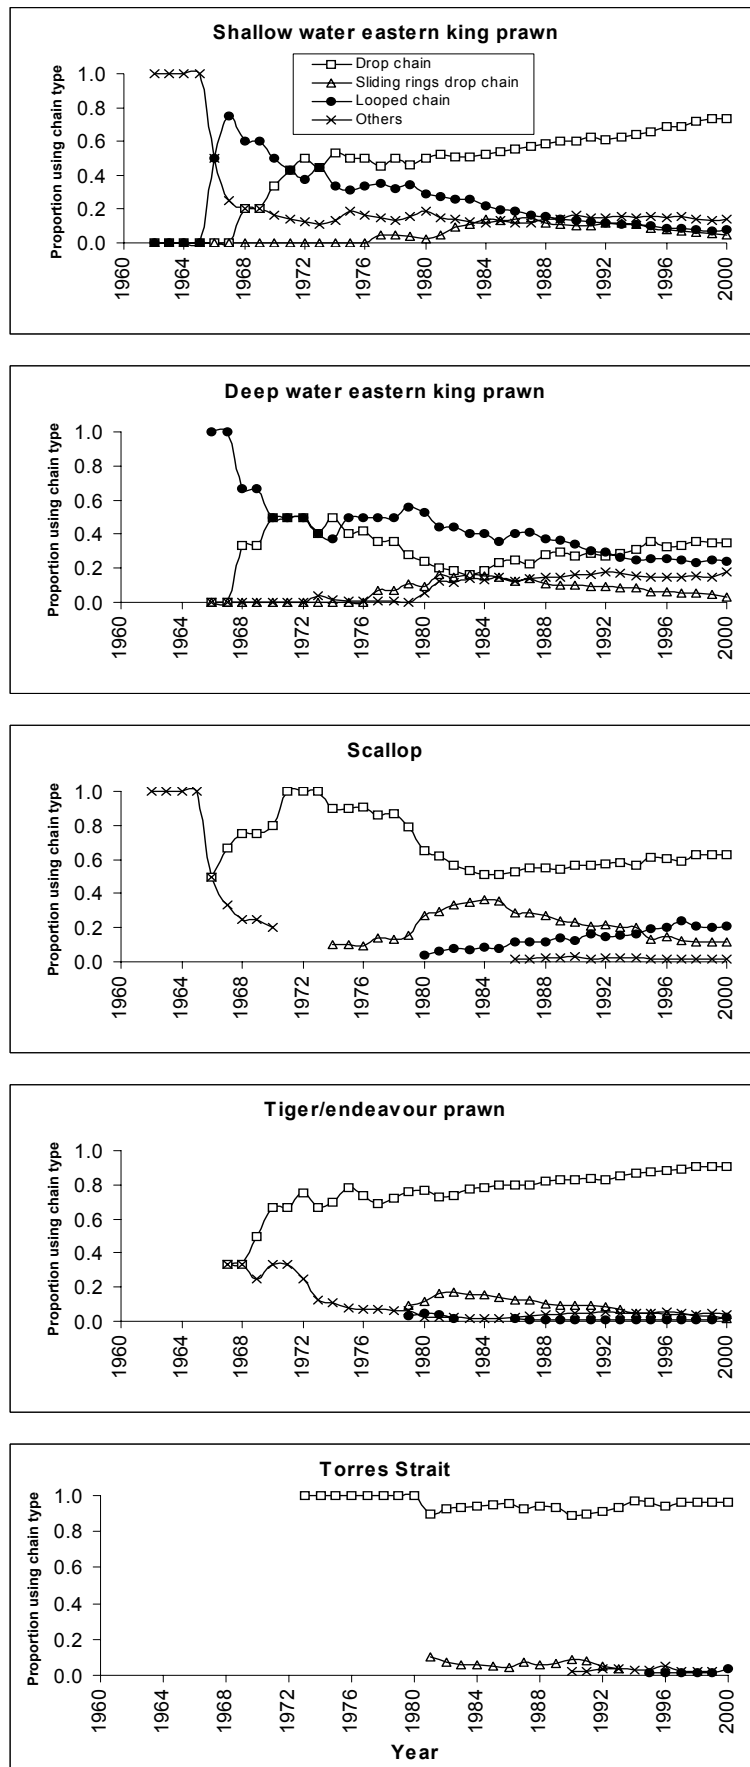 Shallow water eastern king prawn
Drop chain
Sliding rings drop chain
Looped chain
Others
Proportion using chain type
1.0
0.8
0.6
0.4
0.2
0.0
1960 1964 1968 1972 1976 1980 1984 1988 1992 1996 2000
Deep water eastern king prawn
Proportion using chain type
1.0
0.8
0.6
0.4
0.2
0.0
1960 1964 1968 1972 1976 1980 1984 1988 1992 1996 2000
Scallop
Proportion using chain type
1.0
0.8
0.6
0.4
0.2
0.0
1960 1964 1968 1972 1976 1980 1984 1988 1992 1996 2000
Tiger/endeavour prawn
Proportion using chain type
1.0
0.8
0.6
0.4
0.2
0.0
1960 1964 1968 1972 1976 1980 1984 1988 1992 1996 2000
Torres Strait
Proportion using chain type
1.0
0.8
0.6
0.4
0.2
0.0
1960 1964 1968 1972 1976 1980 1984 1988 1992 1996 2000
Year